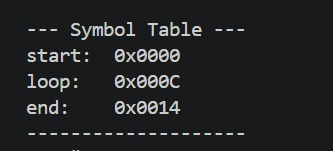 --- Symbol Table ---
start:  0x0000
loop:   0x000C
end:    0x0014
--------------------